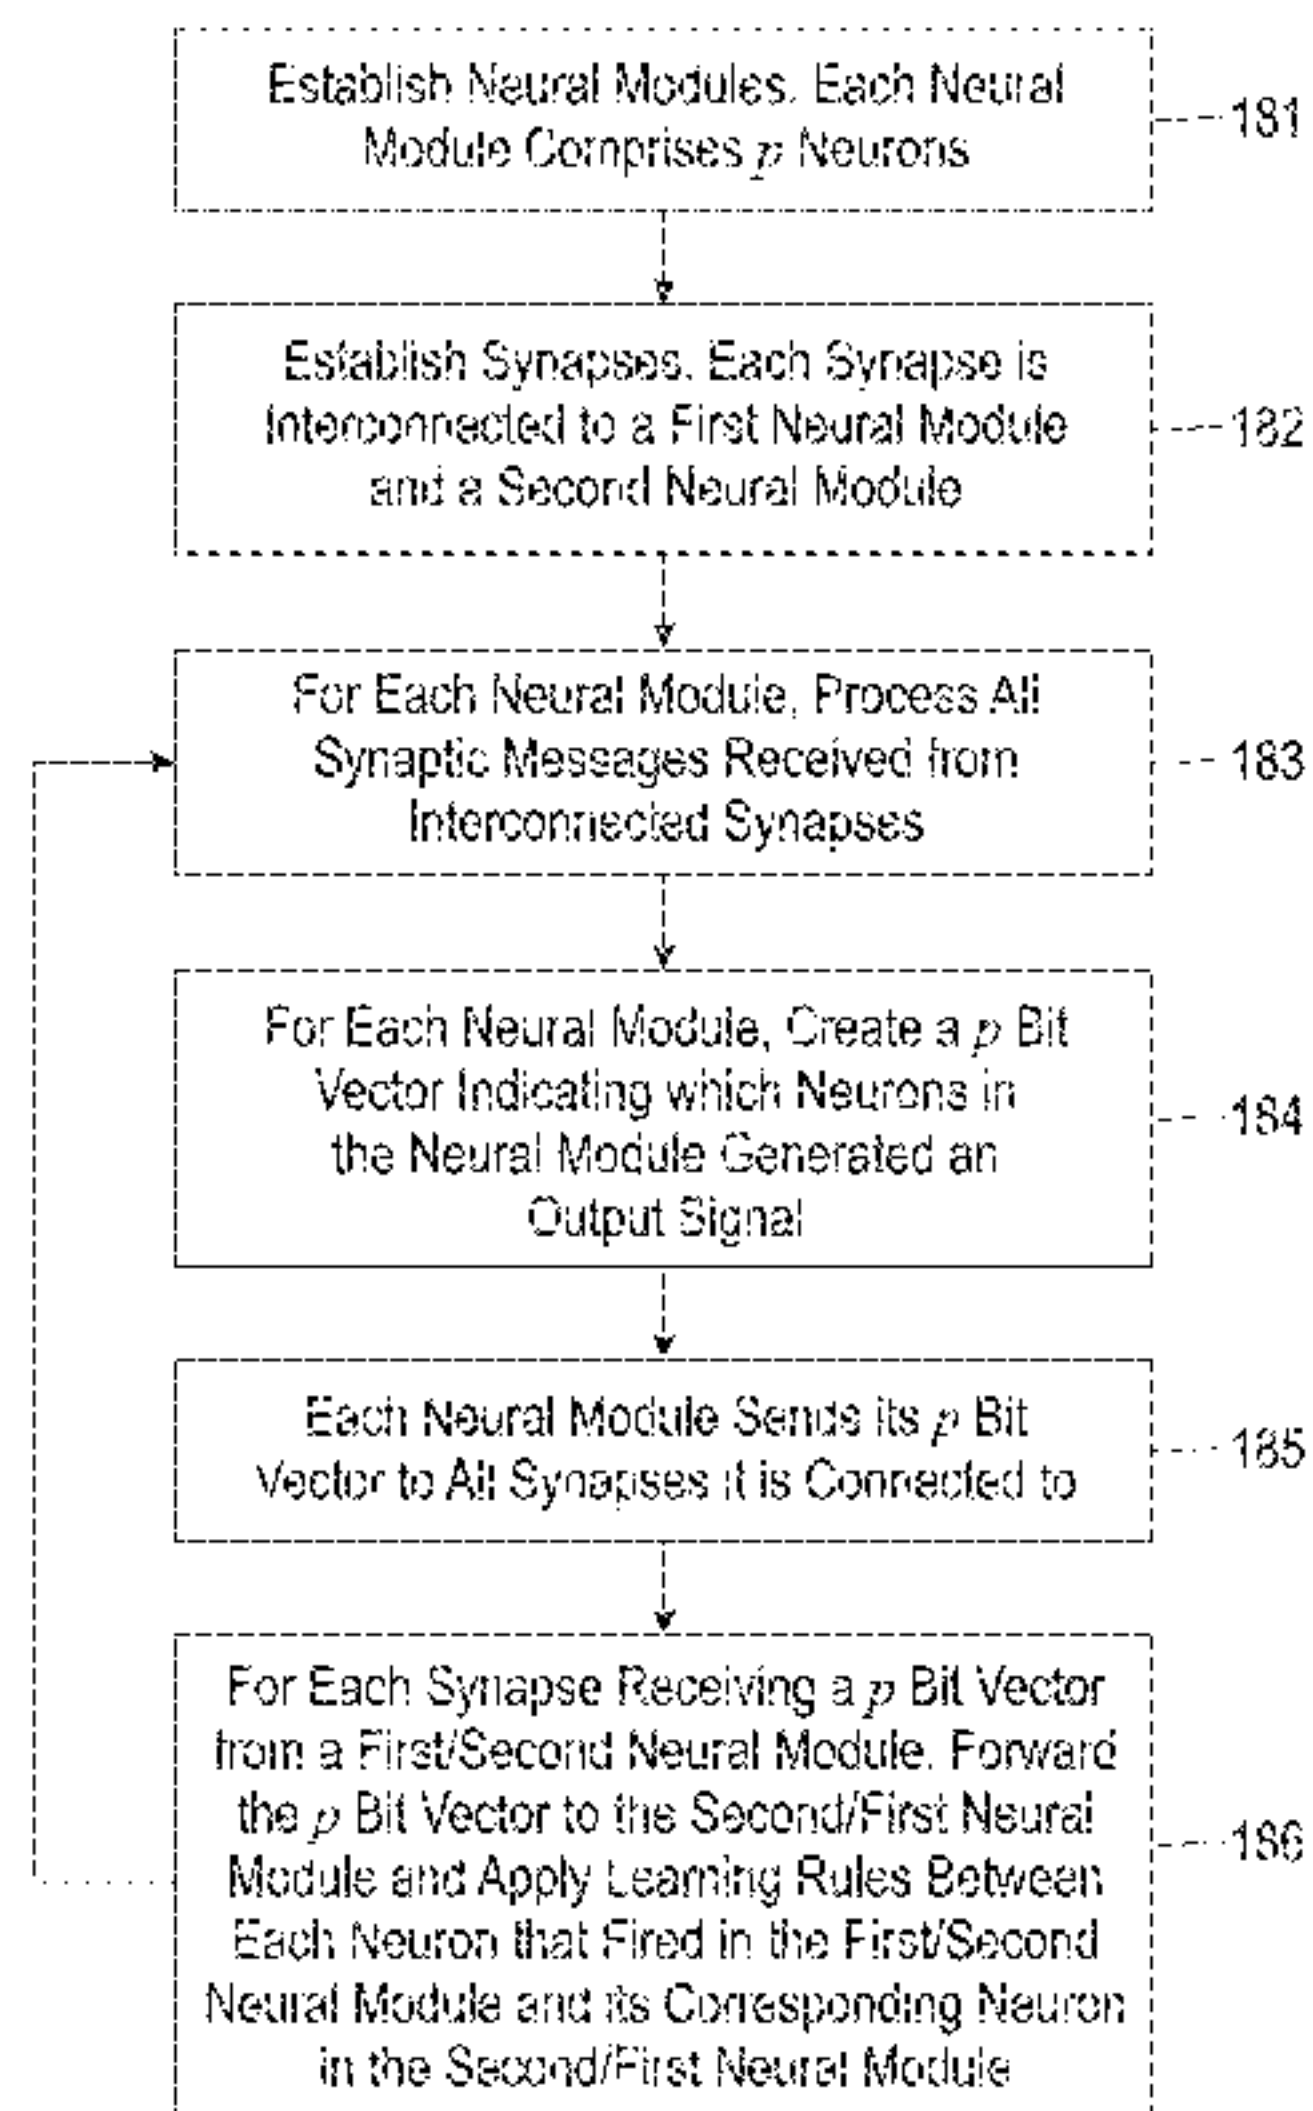 Establish Neural Modules. Each Neural
Module Comprises p Neurons
181
Establish Synapses. Each Synapse is
Interconnected to a First Neural Module
and a Second Neural Module
182
For Each Neural Module, Process All
Synaptic Messages Received from
Interconnected Synapses
183
For Each Neural Module, Create a p Bit
Vector Indicating which Neurons in
the Neural Module Generated an
Output Signal
184
Each Neural Module Sends its p Bit
Vector to All Synapses it is Connected to
185
For Each Synapse Receiving a p Bit Vector
from a First/Second Neural Module, Forward
the p Bit Vector to the Second/First Neural
Module and Apply Learning Rules Between
Each Neuron that Fired in the First/Second
Neural Module and its Corresponding Neuron
in the Second/First Neural Module
186